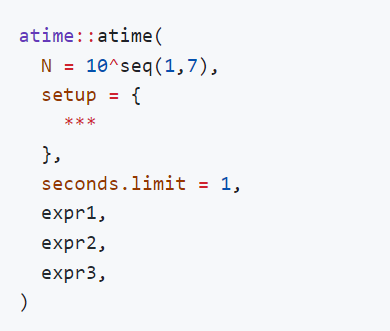 atime::atime(
  N = 10^seq(1,7),
  setup = {
    ***
  },
  seconds.limit = 1,
  expr1,
  expr2,
  expr3,
)